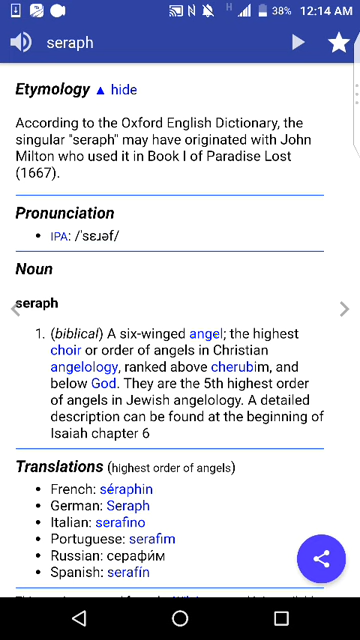 H 38% 12:14 AM
seraph
Etymology ▲ hide
According to the Oxford English Dictionary, the
singular "seraph" may have originated with John
Milton who used it in Book I of Paradise Lost
(1667).
Pronunciation
• IPA: /ˈsɛɹəf/
Noun
seraph
1. (biblical) A six-winged angel; the highest
choir or order of angels in Christian
angelology, ranked above cherubim, and
below God. They are the 5th highest order
of angels in Jewish angelology. A detailed
description can be found at the beginning of
Isaiah chapter 6
Translations (highest order of angels)
• French: séraphin
• German: Seraph
• Italian: serafino
• Portuguese: serafim
• Russian: серафи́м
• Spanish: serafín